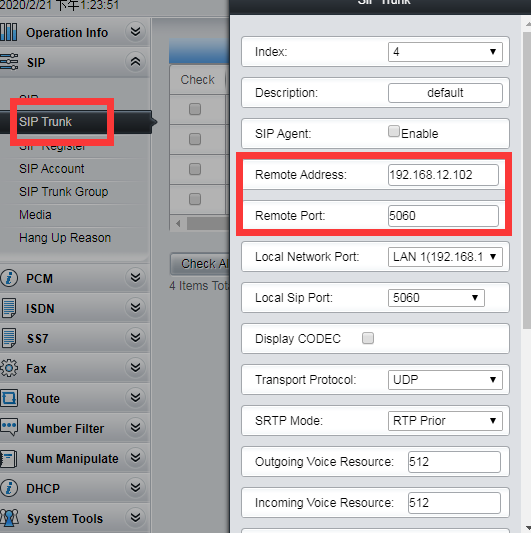 2020/2/21 下午1:23:51
SIP Trunk
Operation Info
SIP
SIP
SIP Trunk
SIP Register
SIP Account
SIP Trunk Group
Media
Hang Up Reason
PCM
ISDN
SS7
Fax
Route
Number Filter
Num Manipulate
DHCP
System Tools
Check
Check Al
4 Items Tota
Index: 4
Description: default
SIP Agent: Enable
Remote Address: 192.168.12.102
Remote Port: 5060
Local Network Port: LAN 1(192.168.1
Local Sip Port: 5060
Display CODEC
Transport Protocol: UDP
SRTP Mode: RTP Prior
Outgoing Voice Resource: 512
Incoming Voice Resource: 512